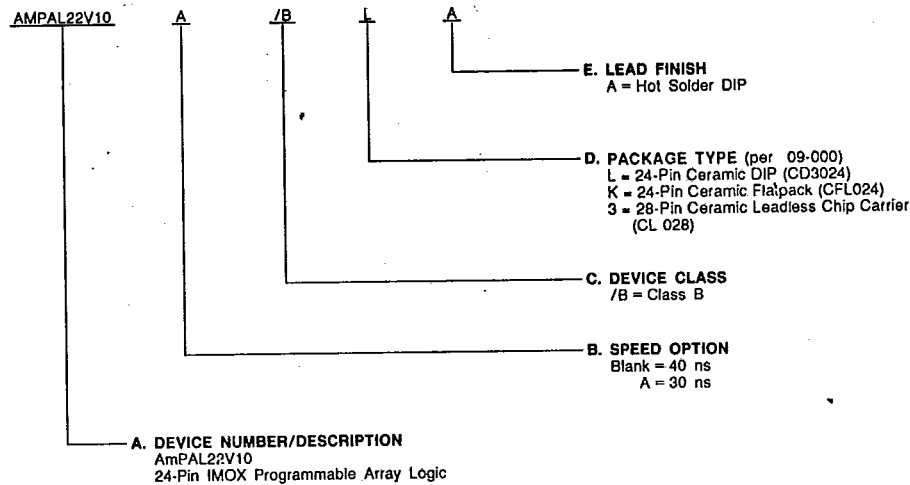 AMPAL22V10 A /B L A
E. LEAD FINISH
A = Hot Solder DIP
D. PACKAGE TYPE (per 09-000)
L = 24-Pin Ceramic DIP (CD3024)
K = 24-Pin Ceramic Flatpack (CFL024)
3 = 28-Pin Ceramic Leadless Chip Carrier
(CL 028)
C. DEVICE CLASS
/B = Class B
B. SPEED OPTION
Blank = 40 ns
A = 30 ns
A. DEVICE NUMBER/DESCRIPTION
AmPAL22V10
24-Pin IMOX Programmable Array Logic